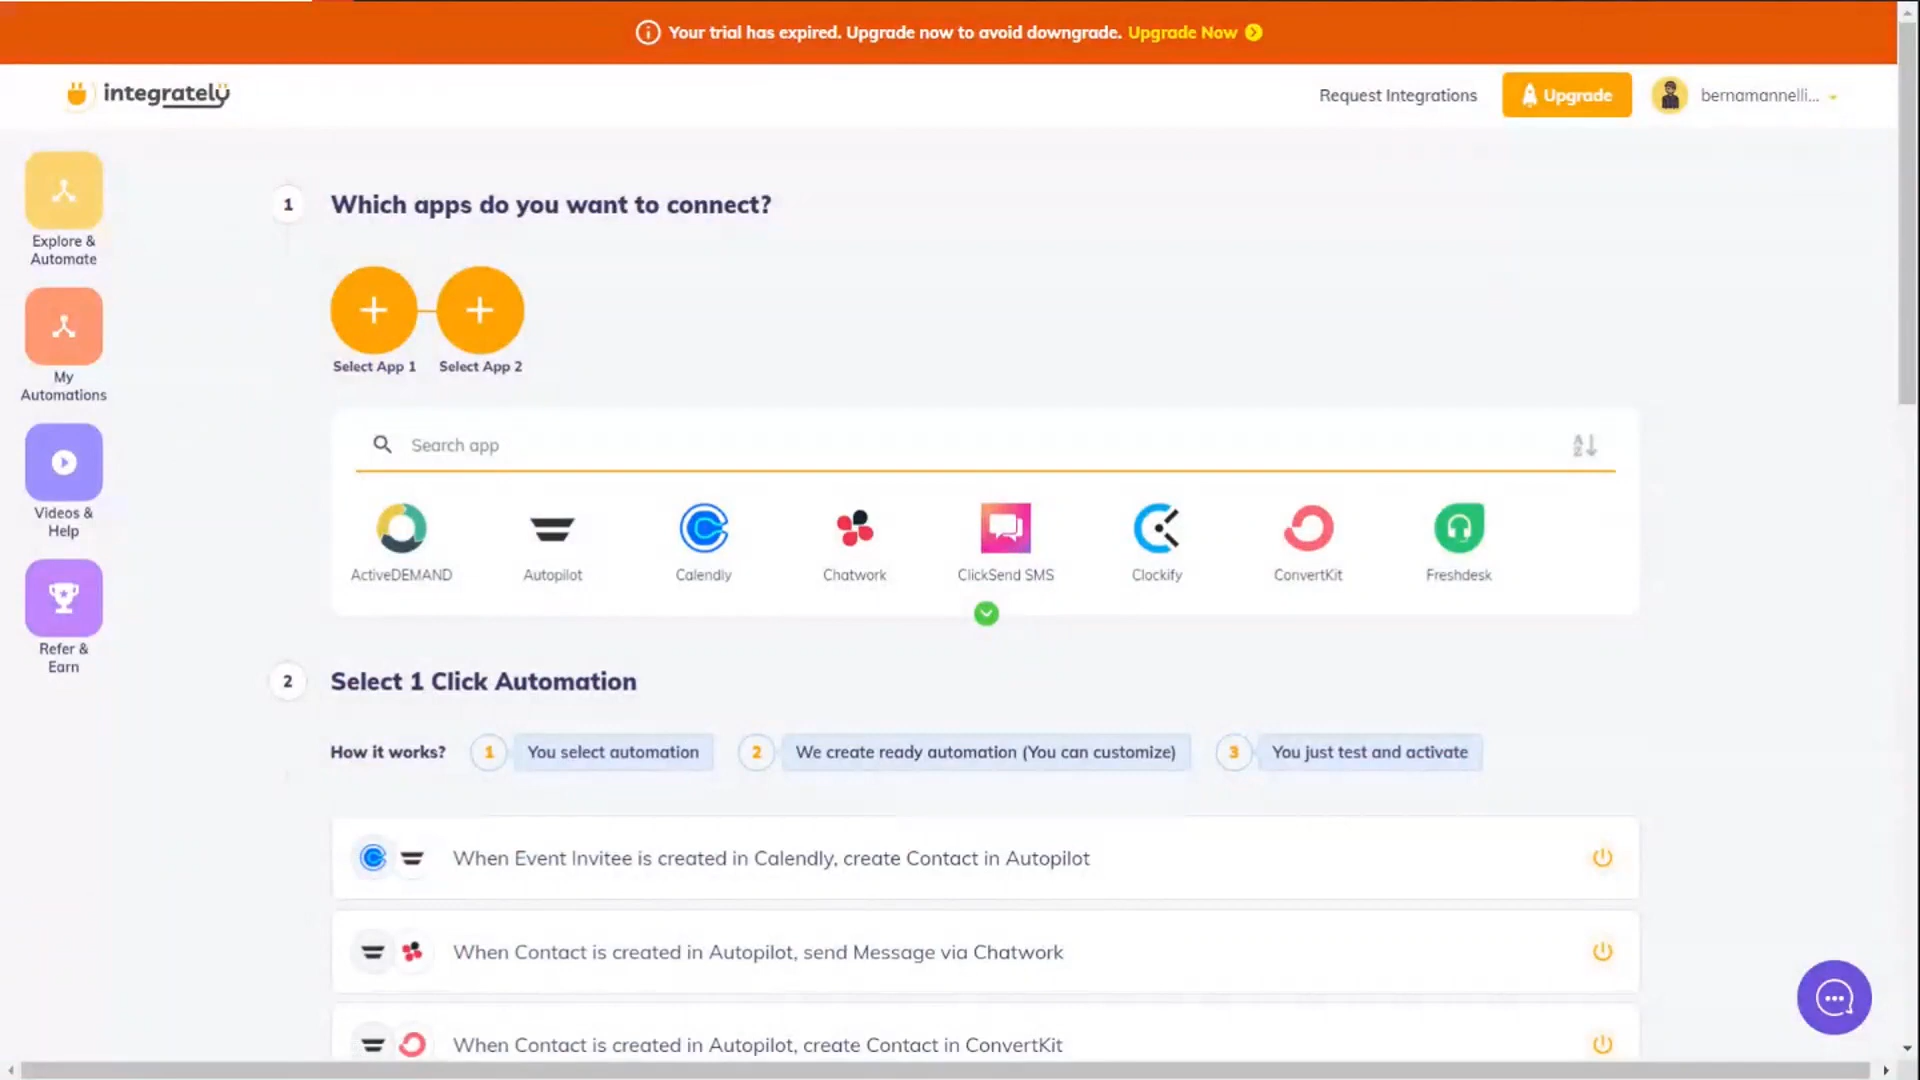 Your trial has expired. Upgrade now to avoid downgrade. Upgrade Now
integrately
Request Integrations
Upgrade
bernamannelli...
Explore &
Automate
My
Automations
Videos &
Help
Refer &
Earn
1
Which apps do you want to connect?
Select App 1
Select App 2
Search app
A
Z
ActiveDEMAND
Autopilot
Calendly
Chatwork
ClickSend SMS
Clockify
ConvertKit
Freshdesk
2
Select 1 Click Automation
How it works?
1
You select automation
2
We create ready automation (You can customize)
3
You just test and activate
When Event Invitee is created in Calendly, create Contact in Autopilot
When Contact is created in Autopilot, send Message via Chatwork
When Contact is created in Autopilot, create Contact in ConvertKit